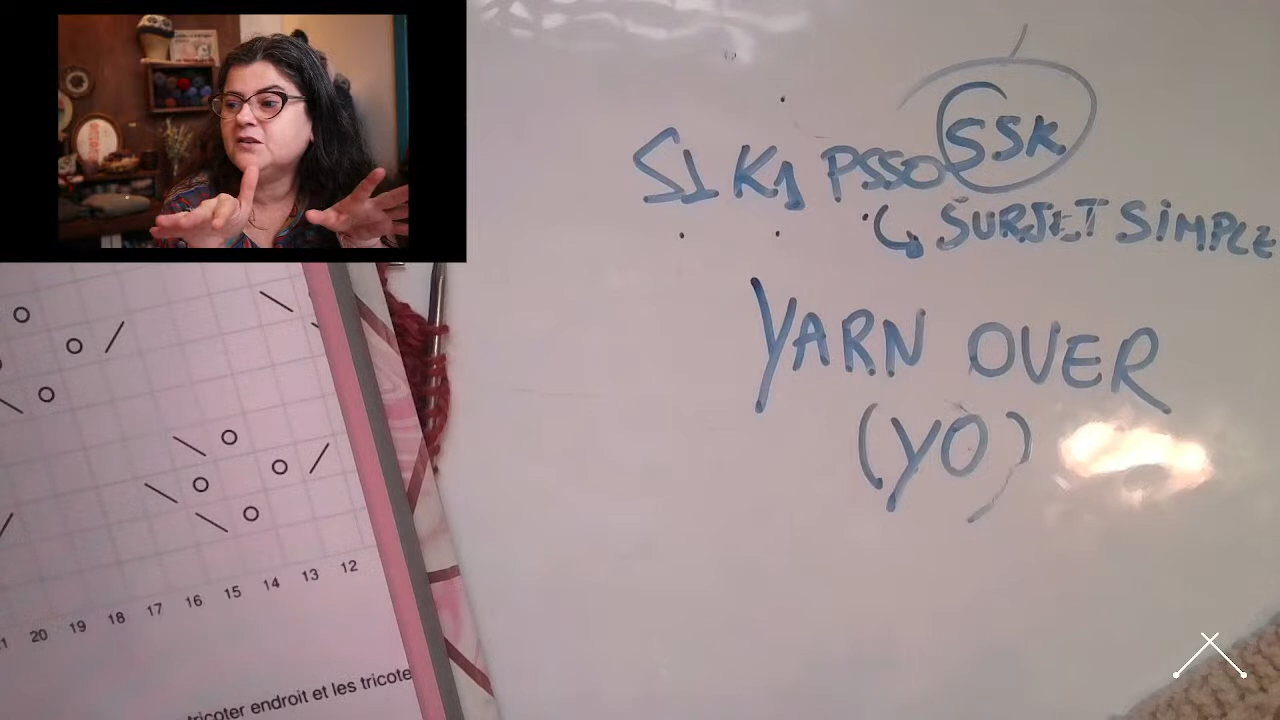 S1 K1 PSSO SSK
SURJET SIMPLE
YARN OVER
(YO)
20 19 18 17 16 15 14 13 12
tricoter endroit et les tricote